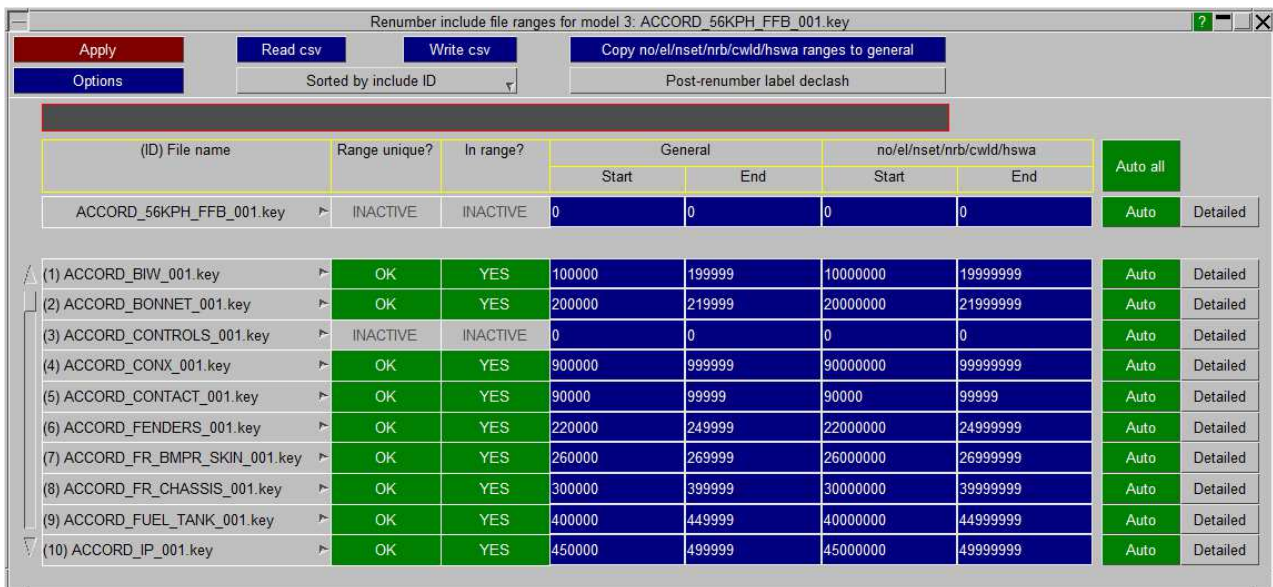 Renumber include file ranges for model 3: ACCORD_56KPH_FFB_001.key ?
Apply Read csv Write csv Copy no/el/nset/nrb/cwld/hswa ranges to general
Options Sorted by include ID Post-renumber label declash
(ID) File name Range unique? In range? General no/el/nset/nrb/cwld/hswa Auto all
Start End Start End
ACCORD_56KPH_FFB_001.key INACTIVE INACTIVE 0 0 0 0 Auto Detailed
(1) ACCORD_BIW_001.key OK YES 100000 199999 10000000 19999999 Auto Detailed
(2) ACCORD_BONNET_001.key OK YES 200000 219999 20000000 21999999 Auto Detailed
(3) ACCORD_CONTROLS_001.key INACTIVE INACTIVE 0 0 0 0 Auto Detailed
(4) ACCORD_CONX_001.key OK YES 900000 999999 90000000 99999999 Auto Detailed
(5) ACCORD_CONTACT_001.key OK YES 90000 99999 90000 99999 Auto Detailed
(6) ACCORD_FENDERS_001.key OK YES 220000 249999 22000000 24999999 Auto Detailed
(7) ACCORD_FR_BMPR_SKIN_001.key OK YES 260000 269999 26000000 26999999 Auto Detailed
(8) ACCORD_FR_CHASSIS_001.key OK YES 300000 399999 30000000 39999999 Auto Detailed
(9) ACCORD_FUEL_TANK_001.key OK YES 400000 449999 40000000 44999999 Auto Detailed
(10) ACCORD_IP_001.key OK YES 450000 499999 45000000 49999999 Auto Detailed